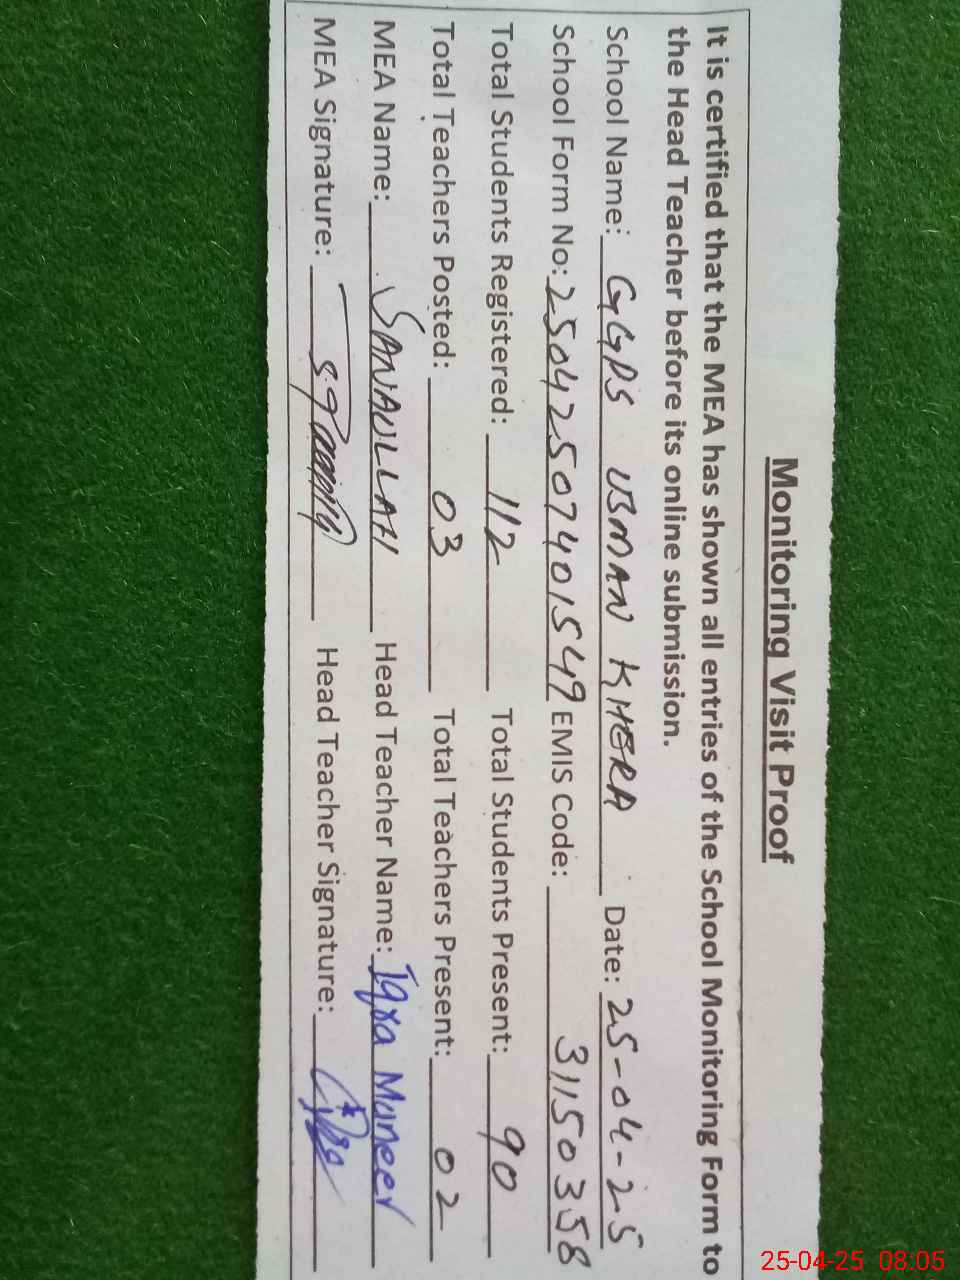 Monitoring Visit Proof
It is certified that the MEA has shown all entries of the School Monitoring Form to
the Head Teacher before its online submission.
School Name: GGPS USMAN KHERA Date: 25-04-25
School Form No: 25042507401549 EMIS Code: 31150358
Total Students Registered: 112 Total Students Present: 90
Total Teachers Posted: 03 Total Teachers Present: 02
MEA Name: SANAULLAH Head Teacher Name: Iqra Muneer
MEA Signature: Head Teacher Signature:
25-04-25 08:05